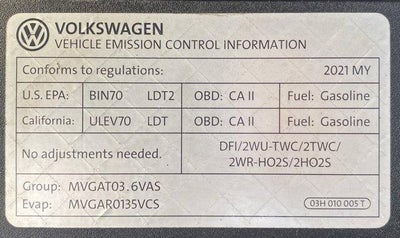 VOLKSWAGEN
VEHICLE EMISSION CONTROL INFORMATION
Conforms to regulations: 2021 MY
U.S. EPA: BIN70 LDT2 OBD: CA II Fuel: Gasoline
California: ULEV70 LDT OBD: CA II Fuel: Gasoline
No adjustments needed.
DFI/2WU-TWC/2TWC/
2WR-HO2S/2HO2S
Group: MVGAT03.6VAS
Evap: MVGAR0135VCS
03H 010 005 T